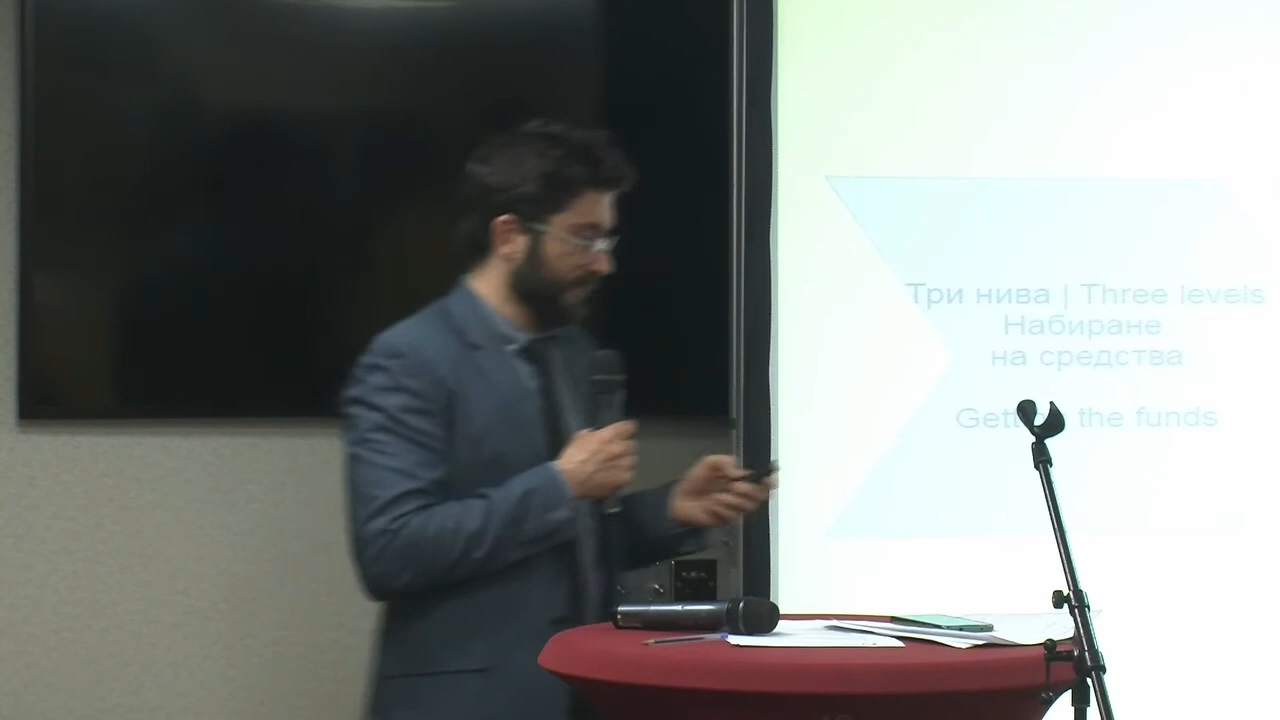 Три нива | Three levels
Набиране
на средства
the funds